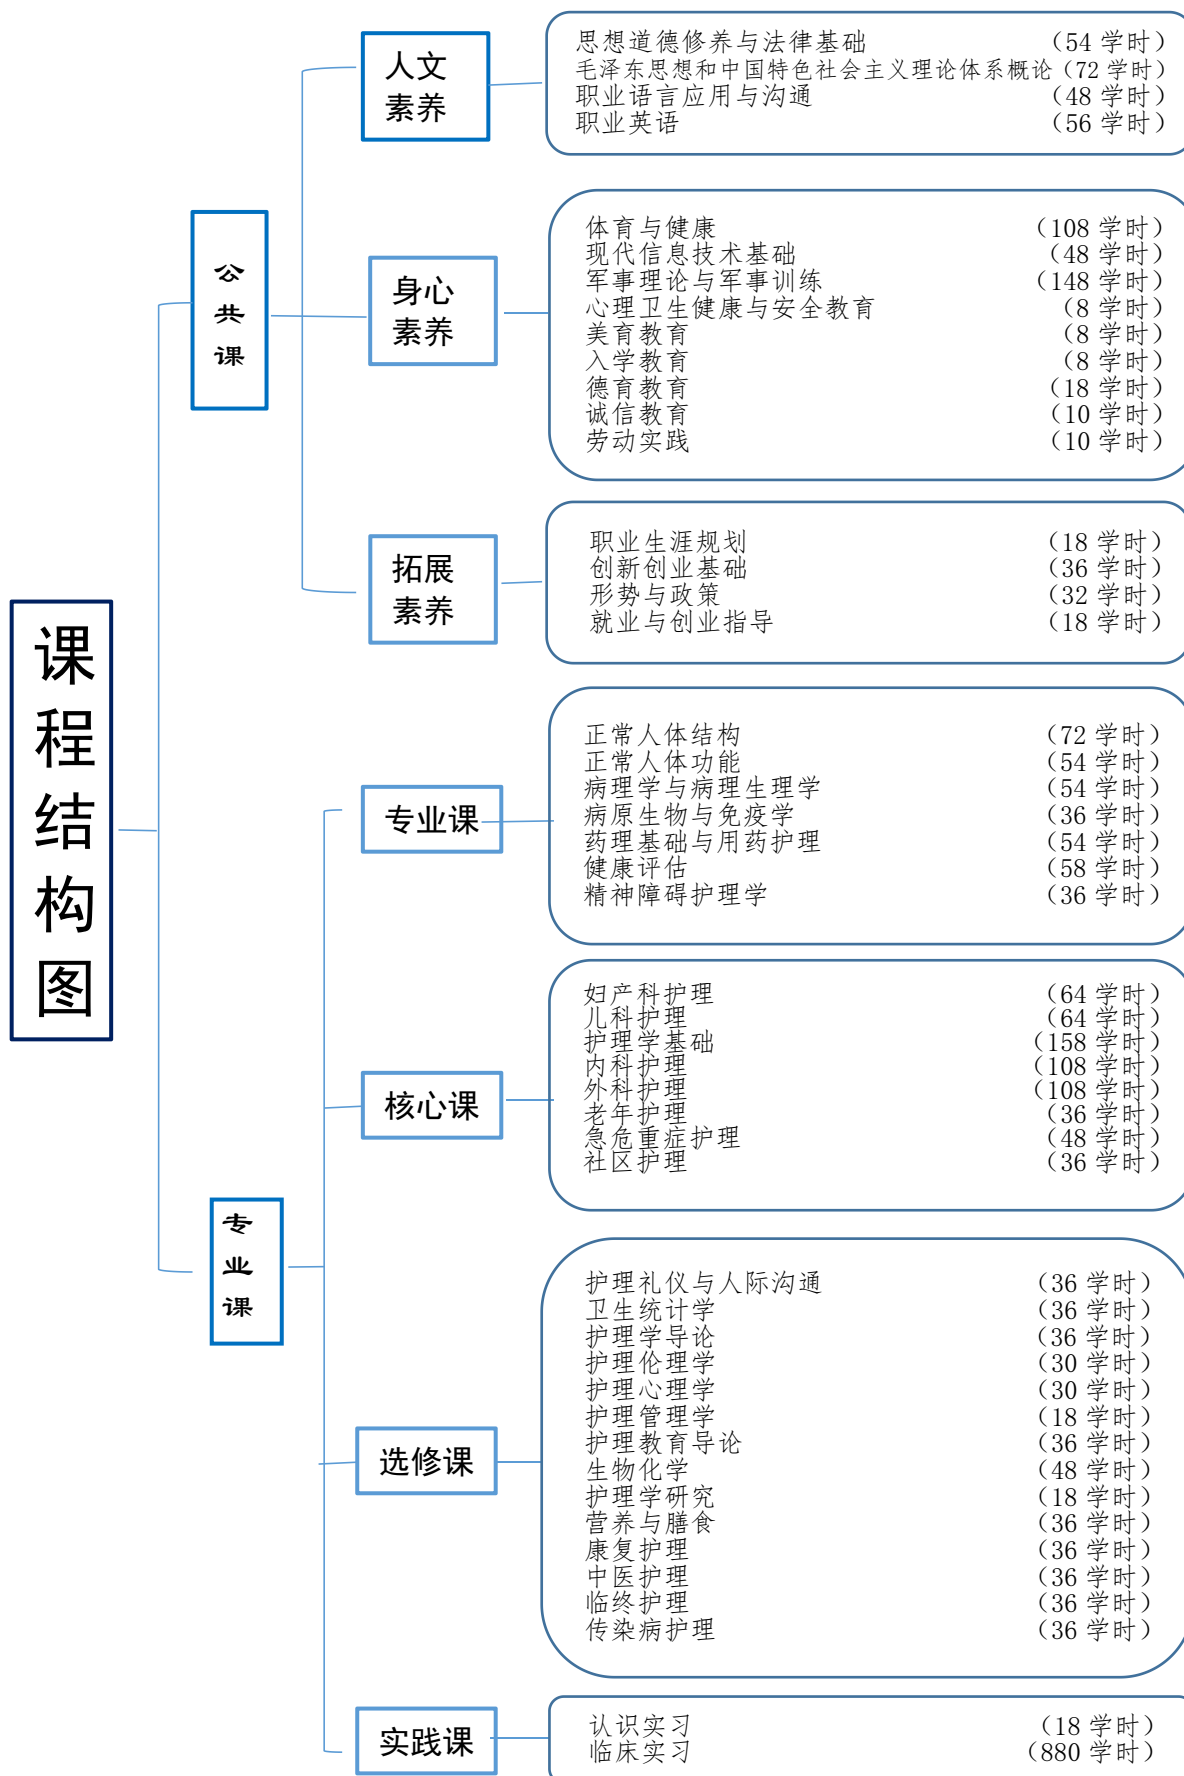 课程结构图
公共课
人文素养
思想道德修养与法律基础（54 学时）
毛泽东思想和中国特色社会主义理论体系概论（72 学时）
职业语言应用与沟通（48 学时）
职业英语（56 学时）
身心素养
体育与健康（108 学时）
现代信息技术基础（48 学时）
军事理论与军事训练（148 学时）
心理卫生健康与安全教育（8 学时）
美育教育（8 学时）
入学教育（8 学时）
德育教育（18 学时）
诚信教育（10 学时）
劳动实践（10 学时）
拓展素养
职业生涯规划（18 学时）
创新创业基础（36 学时）
形势与政策（32 学时）
就业与创业指导（18 学时）
专业课
专业课
正常人体结构（72 学时）
正常人体功能（54 学时）
病理学与病理生理学（54 学时）
病原生物与免疫学（36 学时）
药理基础与用药护理（54 学时）
健康评估（58 学时）
精神障碍护理学（36 学时）
核心课
妇产科护理（64 学时）
儿科护理（64 学时）
护理学基础（158 学时）
内科护理（108 学时）
外科护理（108 学时）
老年护理（36 学时）
急危重症护理（48 学时）
社区护理（36 学时）
选修课
护理礼仪与人际沟通（36 学时）
卫生统计学（36 学时）
护理学导论（36 学时）
护理伦理学（30 学时）
护理心理学（30 学时）
护理管理学（18 学时）
护理教育导论（36 学时）
生物化学（48 学时）
护理学研究（18 学时）
营养与膳食（36 学时）
康复护理（36 学时）
中医护理（36 学时）
临终护理（36 学时）
传染病护理（36 学时）
实践课
认识实习（18 学时）
临床实习（880 学时）